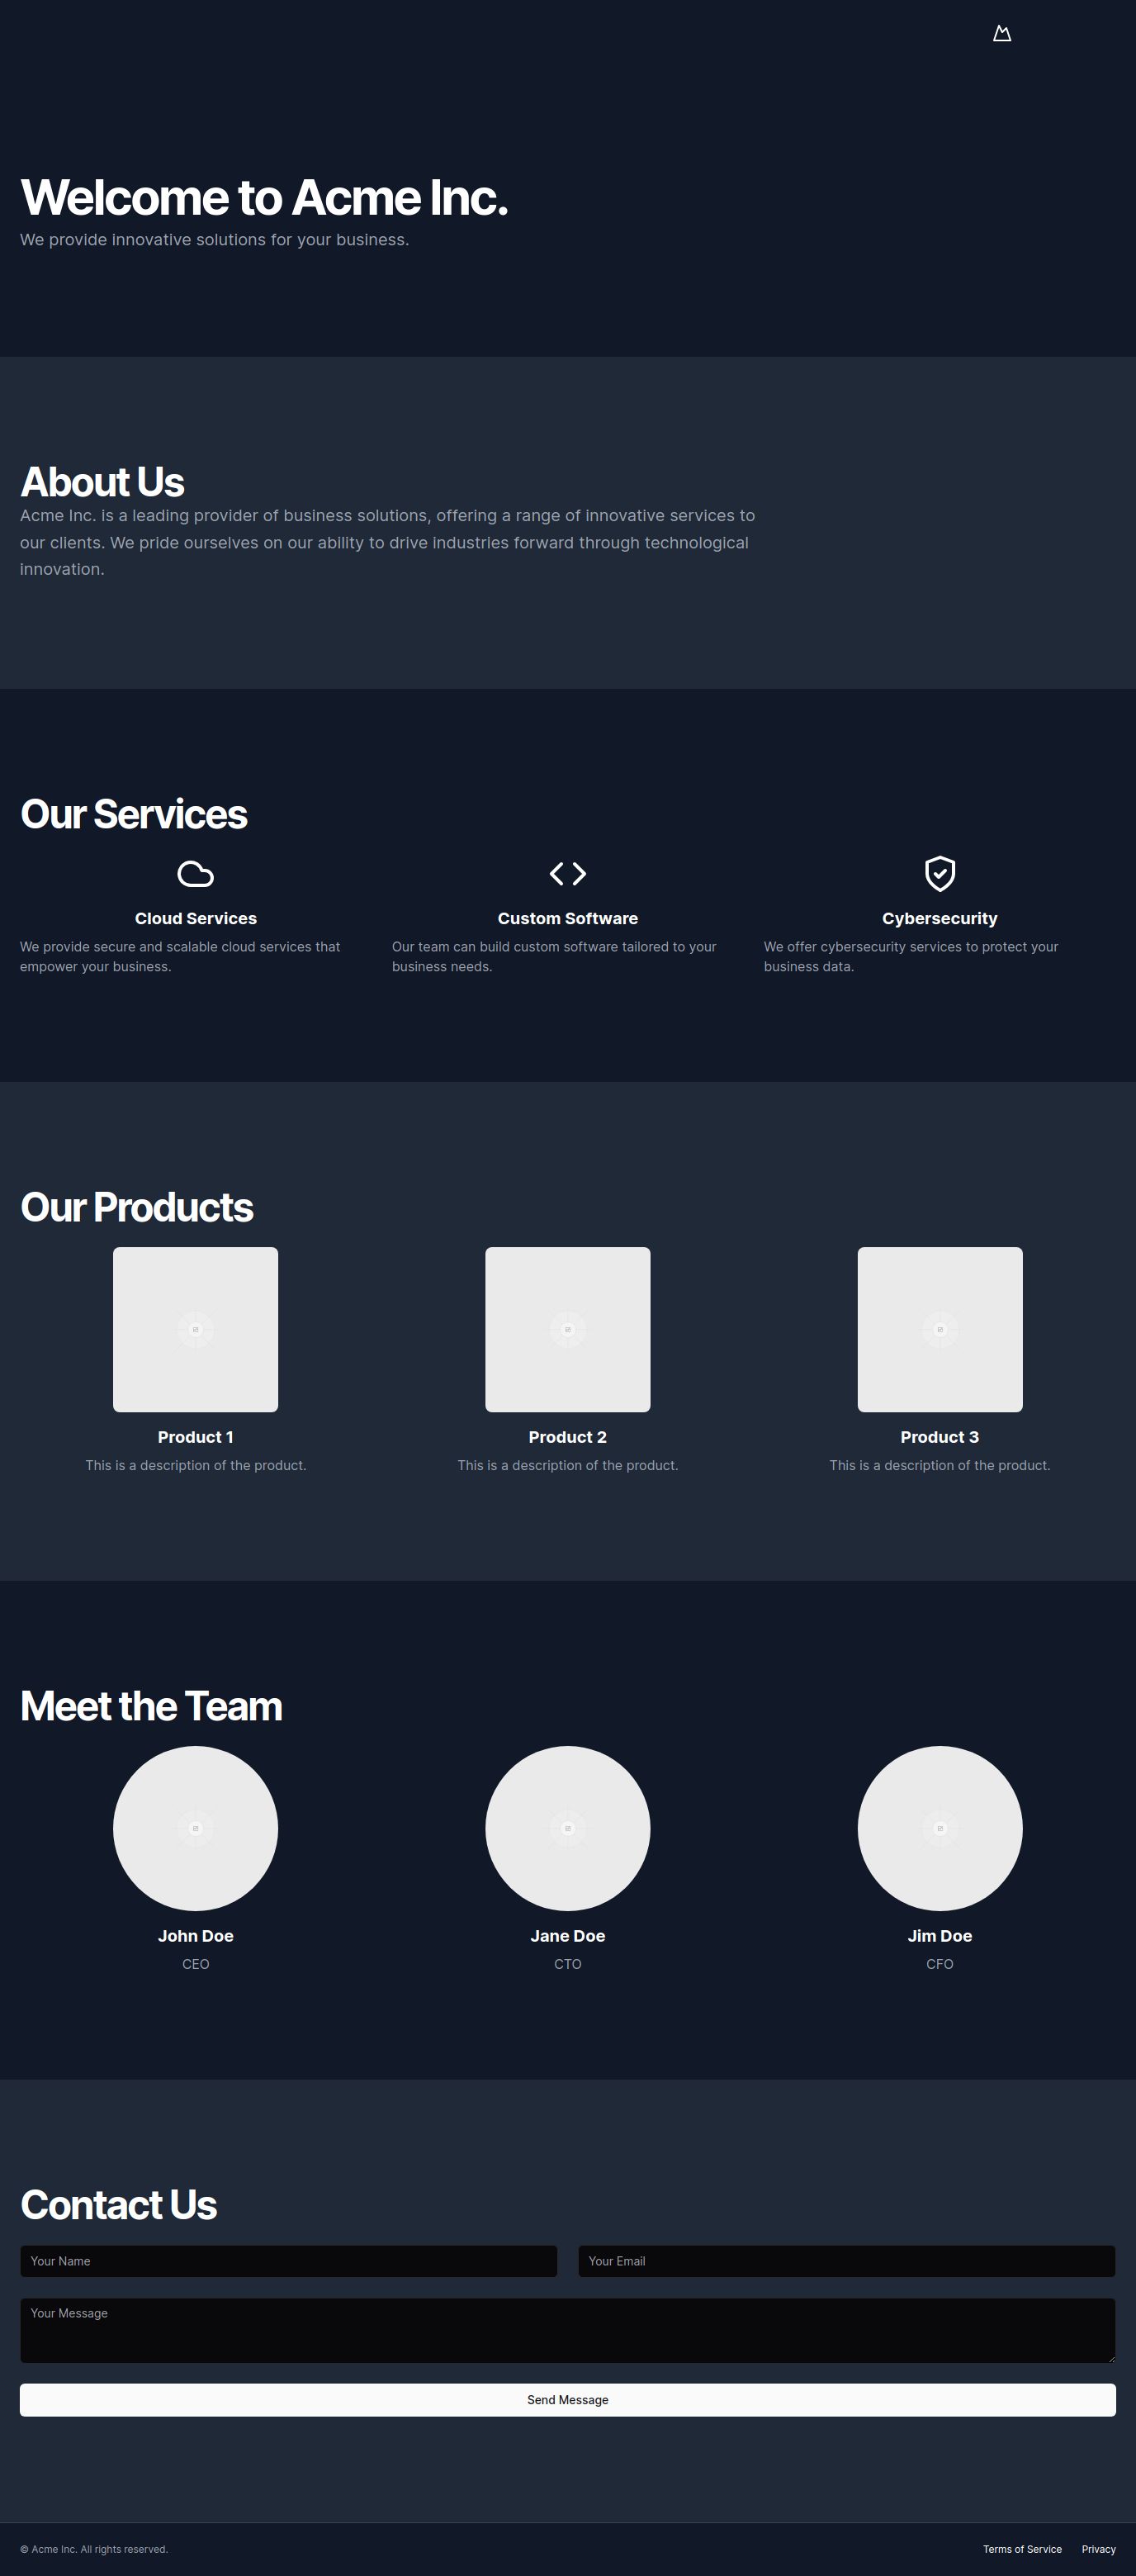 Welcome to Acme Inc.
We provide innovative solutions for your business.
About Us
Acme Inc. is a leading provider of business solutions, offering a range of innovative services to
our clients. We pride ourselves on our ability to drive industries forward through technological
innovation.
Our Services
Cloud Services
We provide secure and scalable cloud services that
empower your business.
Custom Software
Our team can build custom software tailored to your
business needs.
Cybersecurity
We offer cybersecurity services to protect your
business data.
Our Products
Product 1
This is a description of the product.
Product 2
This is a description of the product.
Product 3
This is a description of the product.
Meet the Team
John Doe
CEO
Jane Doe
CTO
Jim Doe
CFO
Contact Us
Your Name
Your Email
Your Message
Send Message
© Acme Inc. All rights reserved.
Terms of Service
Privacy